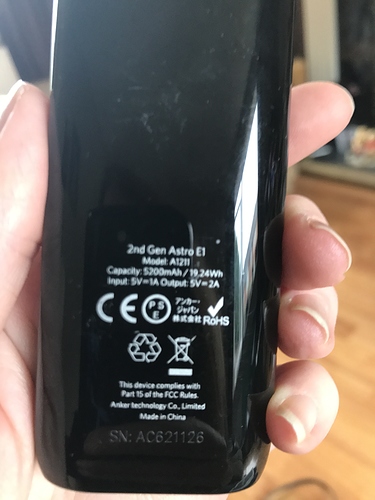 2nd Gen Astro E1
Model: A1211
Capacity: 5200mAh / 19.24Wh
Input: 5V⎓1A Output: 5V⎓2A
CE PSE アンカー・
ジャパン
株式会社 RoHS
This device complies with
Part 15 of the FCC Rules.
Anker technology Co., Limited
Made in China
SN: AC621126